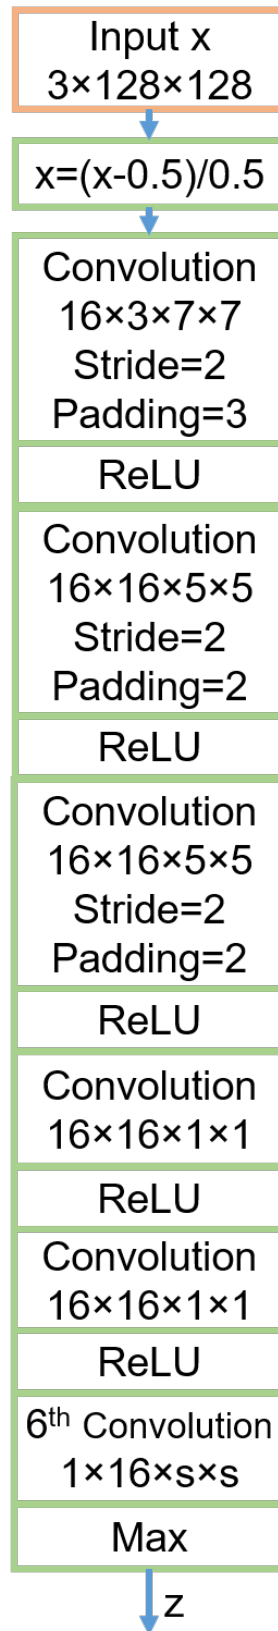 Input x
3×128×128
x=(x-0.5)/0.5
Convolution
16×3×7×7
Stride=2
Padding=3
ReLU
Convolution
16×16×5×5
Stride=2
Padding=2
ReLU
Convolution
16×16×5×5
Stride=2
Padding=2
ReLU
Convolution
16×16×1×1
ReLU
Convolution
16×16×1×1
ReLU
6th Convolution
1×16×s×s
Max
z